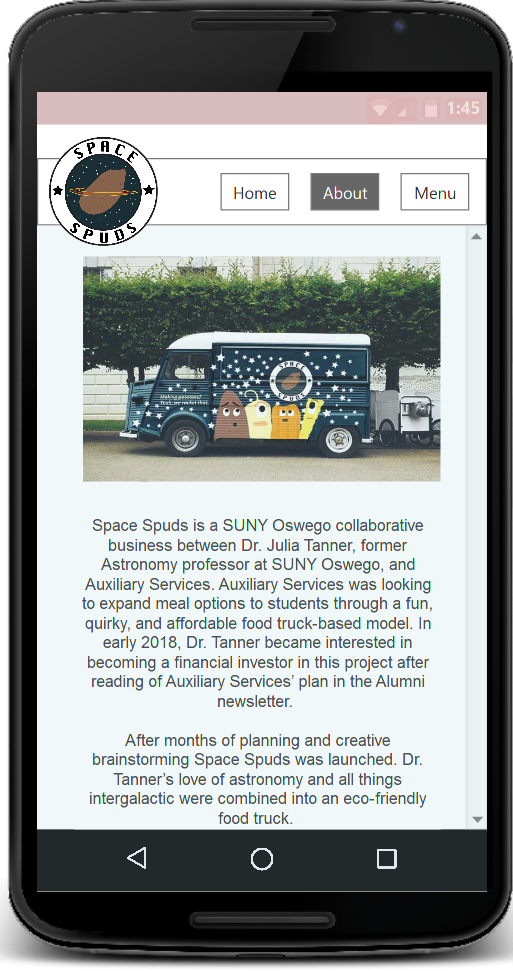 1:45
SPACE
SPUDS
Home
About
Menu
SPACE
SPUDS
Making potatoes?
Yeah, we rocket that.
Space Spuds is a SUNY Oswego collaborative
business between Dr. Julia Tanner, former
Astronomy professor at SUNY Oswego, and
Auxiliary Services. Auxiliary Services was looking
to expand meal options to students through a fun,
quirky, and affordable food truck-based model. In
early 2018, Dr. Tanner became interested in
becoming a financial investor in this project after
reading of Auxiliary Services’ plan in the Alumni
newsletter.
After months of planning and creative
brainstorming Space Spuds was launched. Dr.
Tanner’s love of astronomy and all things
intergalactic were combined into an eco-friendly
food truck.